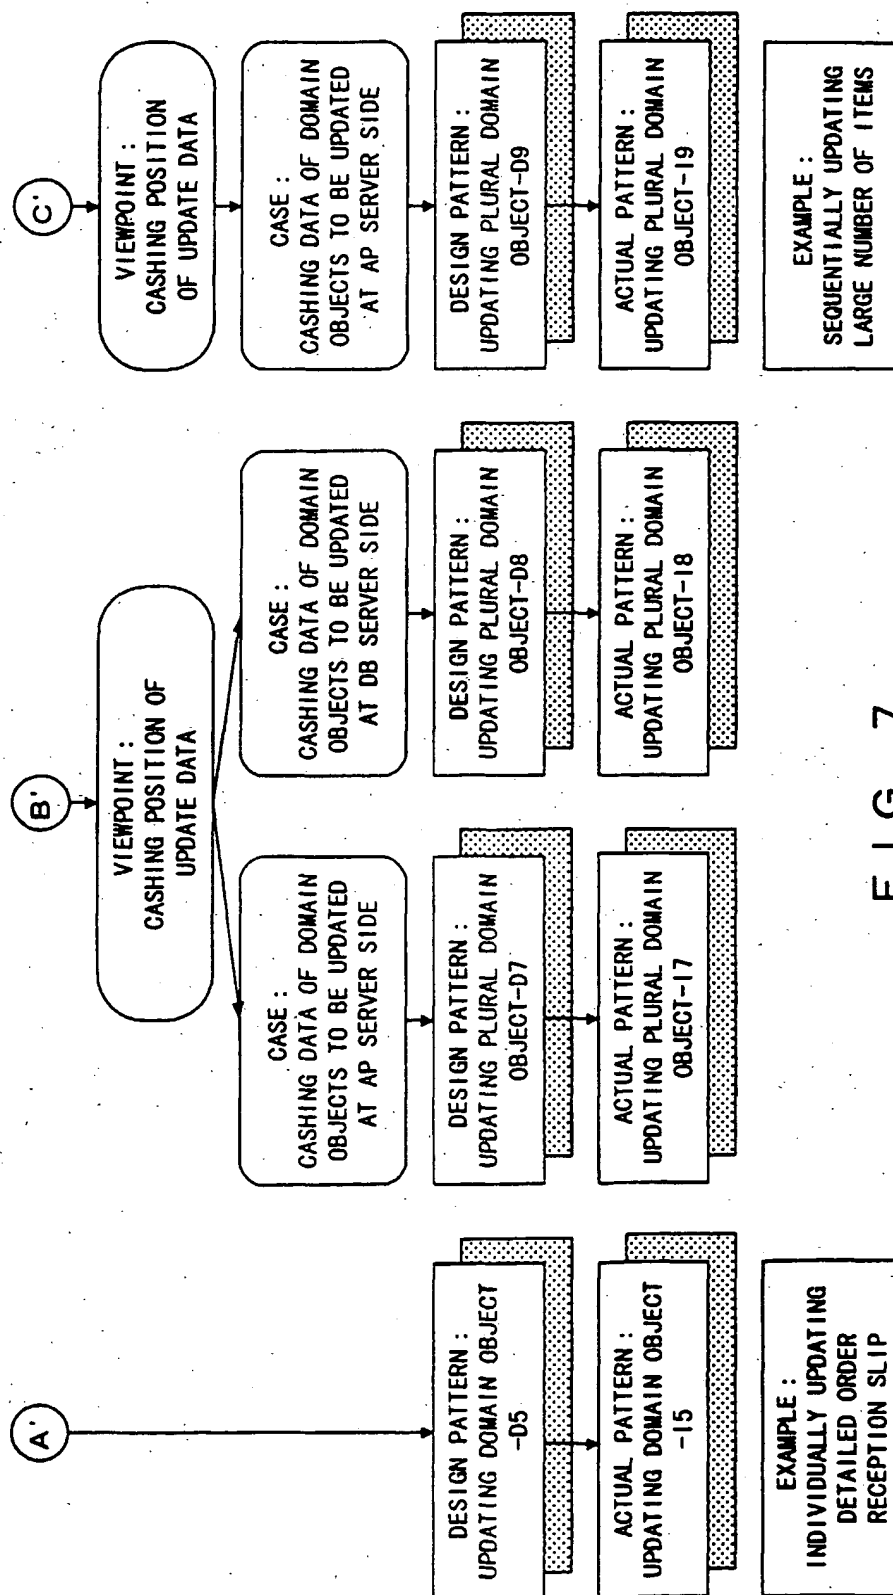 A'
DESIGN PATTERN:
UPDATING DOMAIN OBJECT
-D5
ACTUAL PATTERN:
UPDATING DOMAIN OBJECT
-I5
EXAMPLE:
INDIVIDUALLY UPDATING
DETAILED ORDER
RECEPTION SLIP
B'
VIEWPOINT:
CASHING POSITION OF
UPDATE DATA
CASE:
CASHING DATA OF DOMAIN
OBJECTS TO BE UPDATED
AT AP SERVER SIDE
DESIGN PATTERN:
UPDATING PLURAL DOMAIN
OBJECT-D7
ACTUAL PATTERN:
UPDATING PLURAL DOMAIN
OBJECT-I7
CASE:
CASHING DATA OF DOMAIN
OBJECTS TO BE UPDATED
AT DB SERVER SIDE
DESIGN PATTERN:
UPDATING PLURAL DOMAIN
OBJECT-D8
ACTUAL PATTERN:
UPDATING PLURAL DOMAIN
OBJECT-I8
C'
VIEWPOINT:
CASHING POSITION
OF UPDATE DATA
CASE:
CASHING DATA OF DOMAIN
OBJECTS TO BE UPDATED
AT AP SERVER SIDE
DESIGN PATTERN:
UPDATING PLURAL DOMAIN
OBJECT-D9
ACTUAL PATTERN:
UPDATING PLURAL DOMAIN
OBJECT-I9
EXAMPLE:
SEQUENTIALLY UPDATING
LARGE NUMBER OF ITEMS
FIG. 7